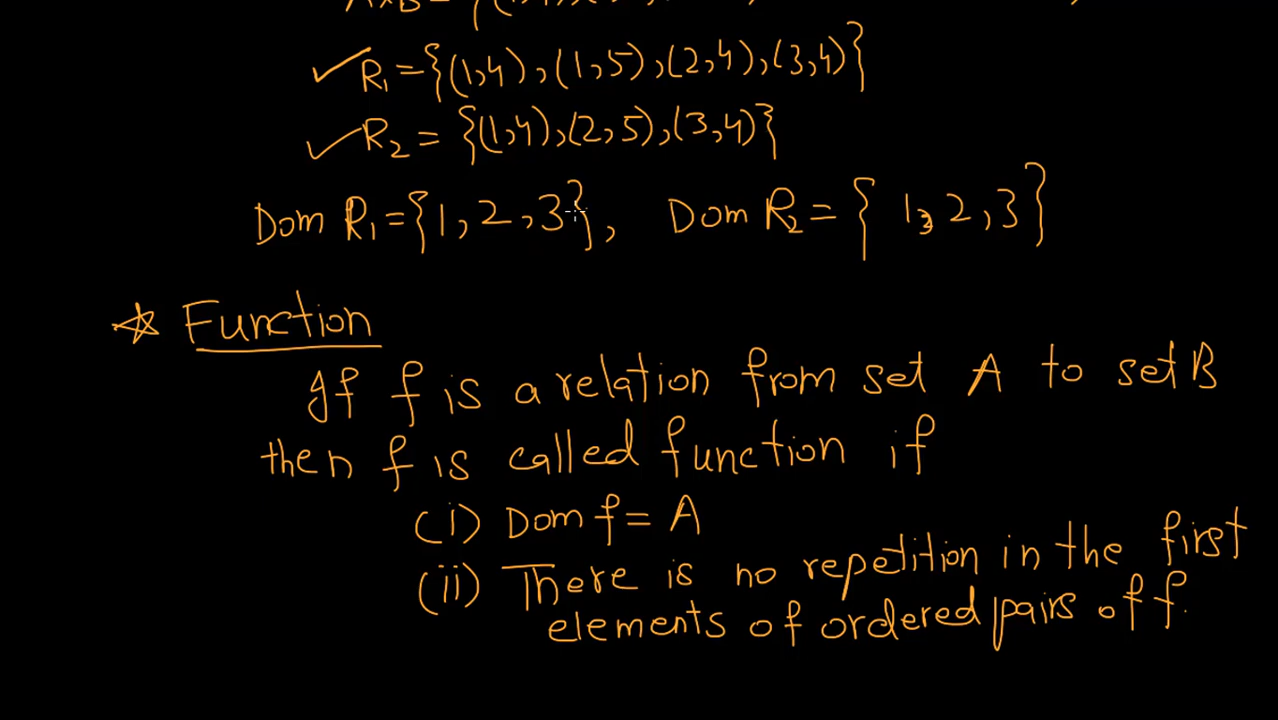 A×B = {(1,
R₁={(1,4),(1,5),(2,4),(3,4)}
R₂ = {(1,4),(2,5),(3,4)}
Dom R₁={1,2,3}, Dom R₂ = { 1,2,3}
Function
If f is a relation from set A to set B
then f is called function if
(i) Dom f = A
(ii) There is no repetition in the first
elements of ordered pairs of f.